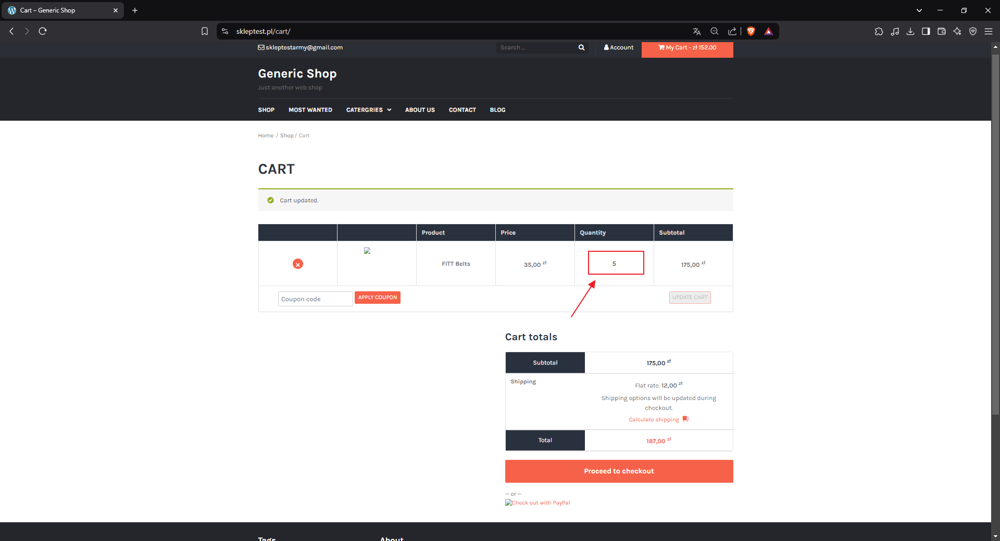 Cart – Generic Shop
skleptest.pl/cart/
skleptestarmy@gmail.com
Search …
Account
My Cart - zł 152.00
Generic Shop
Just another web shop
SHOP MOST WANTED CATERGRIES ABOUT US CONTACT BLOG
Home / Shop / Cart
CART
Cart updated.
Product Price Quantity Subtotal
FITT Belts 35,00 zł 5 175,00 zł
Coupon code APPLY COUPON UPDATE CART
Cart totals
Subtotal 175,00 zł
Shipping
Flat rate: 12,00 zł
Shipping options will be updated during
checkout.
Calculate shipping
Total 187,00 zł
Proceed to checkout
— or —
Check out with PayPal
Tags About